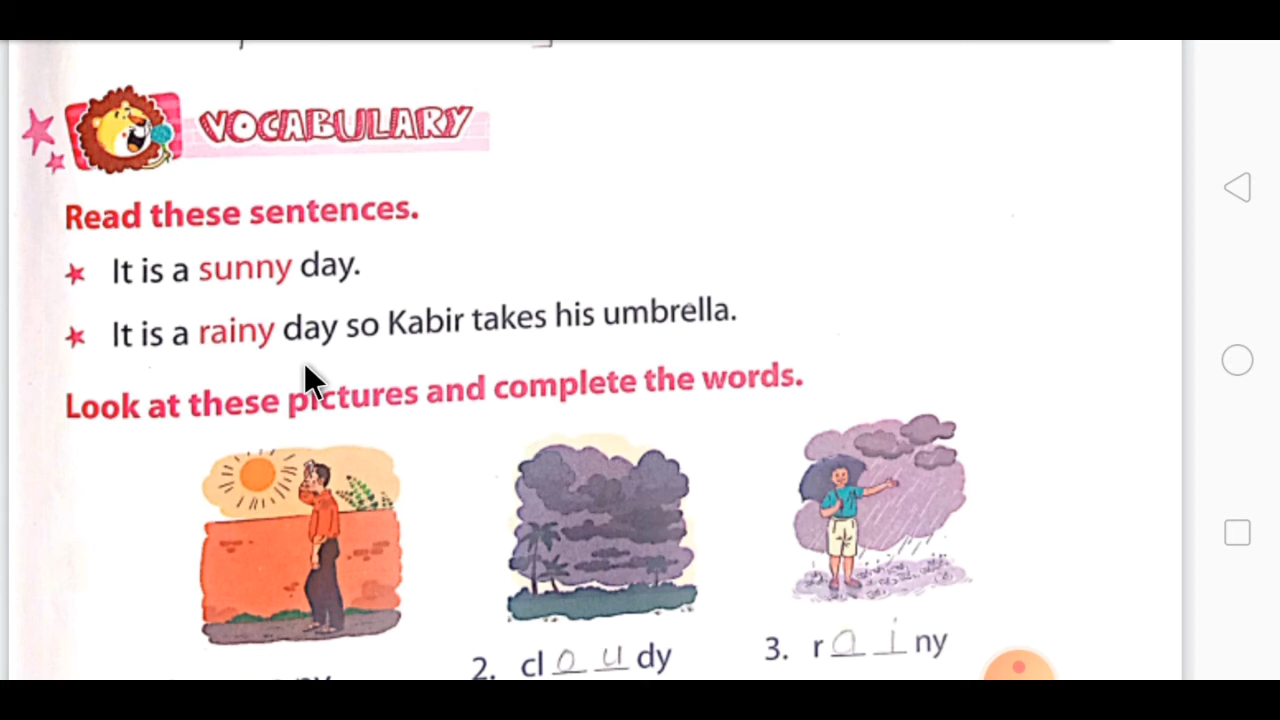 VOCABULARY
Read these sentences.
It is a sunny day.
It is a rainy day so Kabir takes his umbrella.
Look at these pictures and complete the words.
2. cl o u dy
3. r a i ny